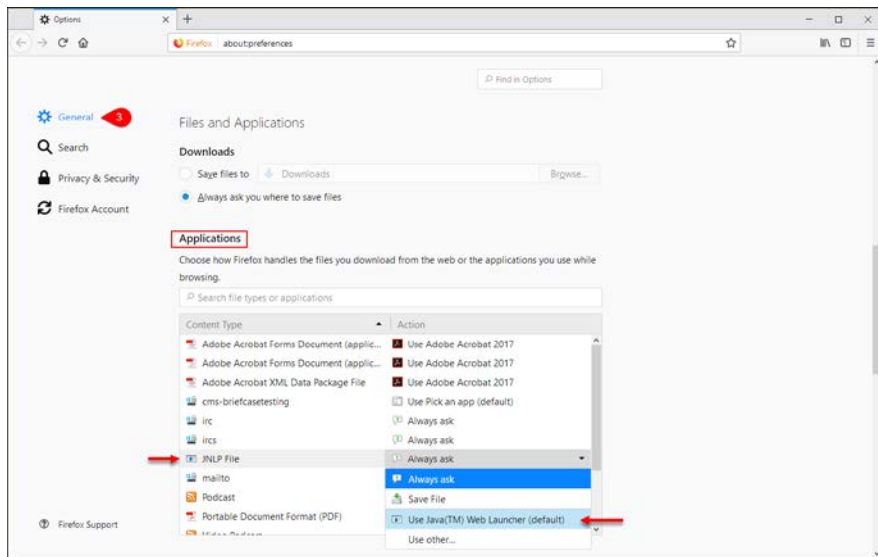 Options
Firefox about:preferences
Find in Options
General 3
Search
Privacy & Security
Firefox Account
Files and Applications
Downloads
Save files to Downloads Browse...
Always ask you where to save files
Applications
Choose how Firefox handles the files you download from the web or the applications you use while
browsing.
Search file types or applications
Content Type Action
Adobe Acrobat Forms Document (applic... Use Adobe Acrobat 2017
Adobe Acrobat Forms Document (applic... Use Adobe Acrobat 2017
Adobe Acrobat XML Data Package File Use Adobe Acrobat 2017
cms-briefcasetesting Use Pick an app (default)
irc Always ask
ircs Always ask
JNLP File Always ask
mailto Always ask
Podcast Save File
Portable Document Format (PDF) Use Java(TM) Web Launcher (default)
Video Podcast
Use other...
Firefox Support